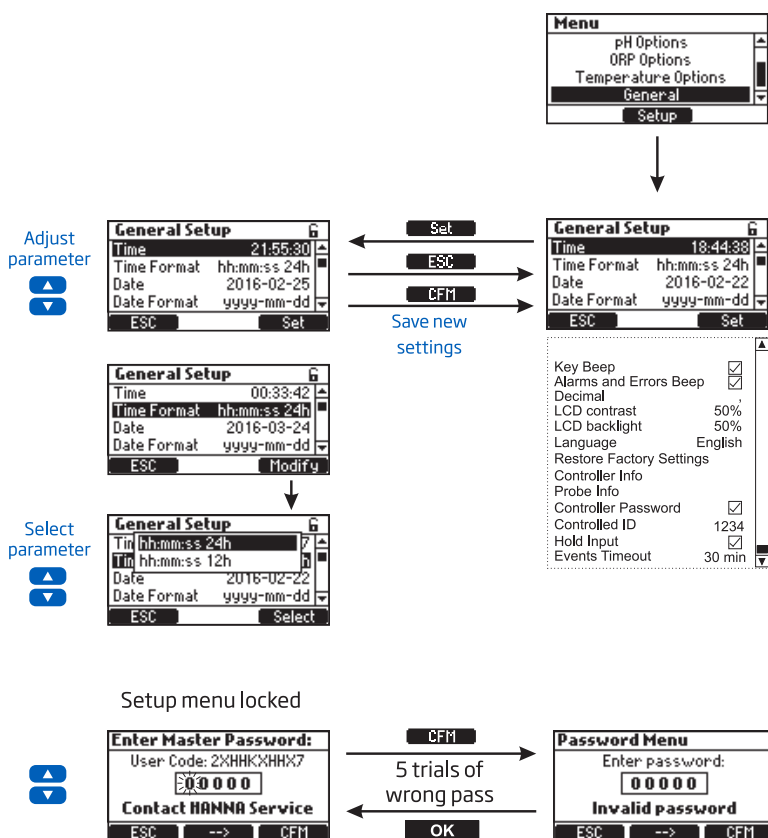 Menu
pH Options
ORP Options
Temperature Options
General
Setup
Adjust
parameter
General Setup
Time 21:55:30
Time Format hh:mm:ss 24h
Date 2016-02-25
Date Format yyyy-mm-dd
ESC Set
Set
ESC
CFM
Save new
settings
General Setup
Time 18:44:38
Time Format hh:mm:ss 24h
Date 2016-02-22
Date Format yyyy-mm-dd
ESC Set
Key Beep
Alarms and Errors Beep
Decimal ,
LCD contrast 50%
LCD backlight 50%
Language English
Restore Factory Settings
Controller Info
Probe Info
Controller Password
Controlled ID 1234
Hold Input
Events Timeout 30 min
General Setup
Time 00:33:42
Time Format hh:mm:ss 24h
Date 2016-03-24
Date Format yyyy-mm-dd
ESC Modify
Select
parameter
General Setup
Tin hh:mm:ss 24h 7
Tin hh:mm:ss 12h h
Date 2016-02-22
Date Format yyyy-mm-dd
ESC Select
Setup menu locked
Enter Master Password:
User Code: 2XHHKXHHX7
00000
Contact HANNA Service
ESC --> CFM
CFM
5 trials of
wrong pass
OK
Password Menu
Enter password:
00000
Invalid password
ESC --> CFM